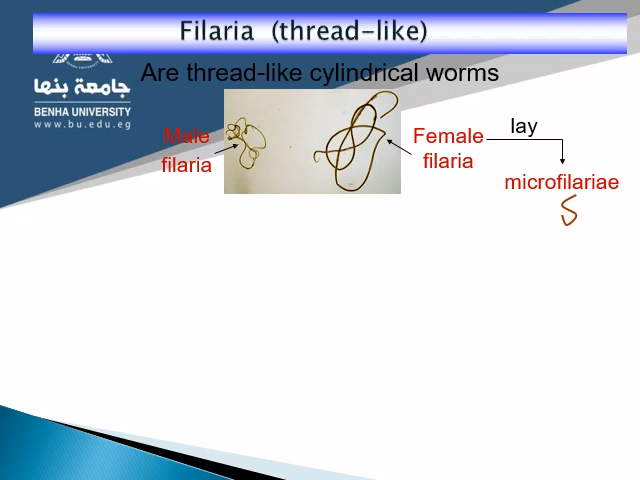 Filaria (thread-like)
جامعة بنها
BENHA UNIVERSITY
www.bu.edu.eg
Are thread-like cylindrical worms
Male
filaria
Female
filaria
lay
microfilariae